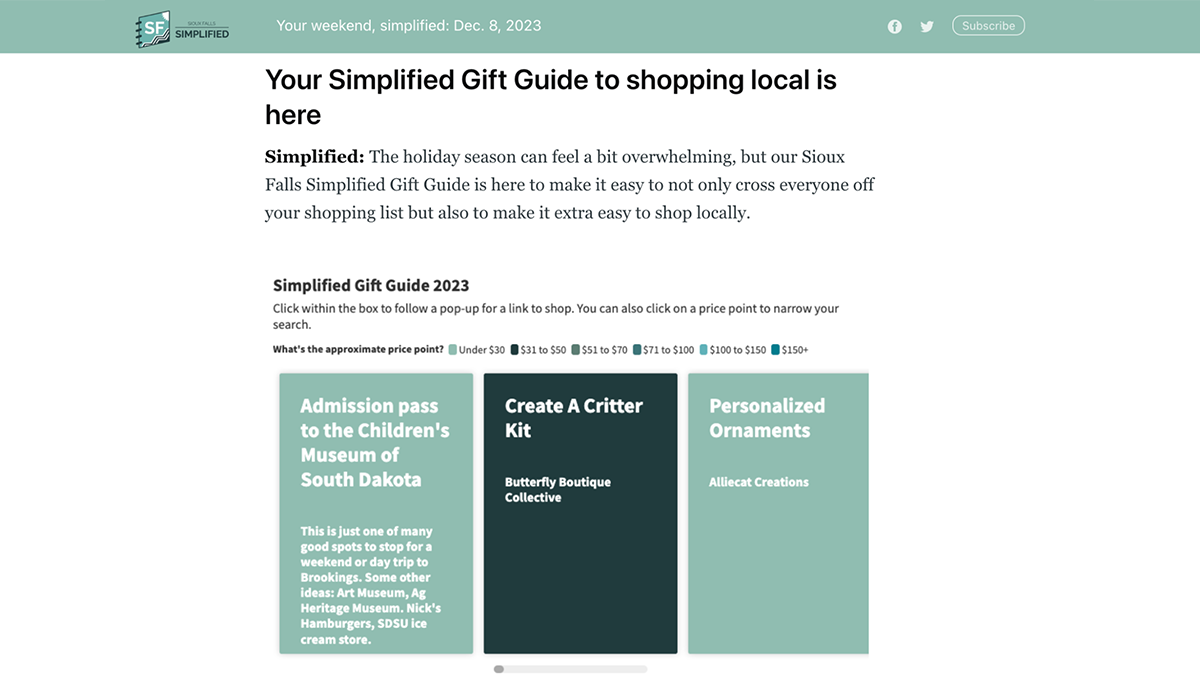 SF
SIOUX FALLS
SIMPLIFIED
Your weekend, simplified: Dec. 8, 2023
Subscribe
Your Simplified Gift Guide to shopping local is
here
Simplified: The holiday season can feel a bit overwhelming, but our Sioux
Falls Simplified Gift Guide is here to make it easy to not only cross everyone off
your shopping list but also to make it extra easy to shop locally.
Simplified Gift Guide 2023
Click within the box to follow a pop-up for a link to shop. You can also click on a price point to narrow your
search.
What's the approximate price point? Under $30 $31 to $50 $51 to $70 $71 to $100 $100 to $150 $150+
Admission pass
to the Children's
Museum of
South Dakota
This is just one of many
good spots to stop for a
weekend or day trip to
Brookings. Some other
ideas: Art Museum, Ag
Heritage Museum. Nick's
Hamburgers, SDSU ice
cream store.
Create A Critter
Kit
Butterfly Boutique
Collective
Personalized
Ornaments
Alliecat Creations